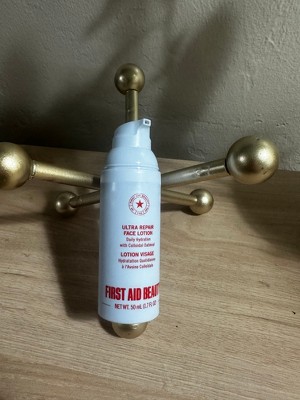 ULTRA REPAIR
FACE LOTION
Daily Hydration
with Colloidal Oatmeal
LOTION VISAGE
Hydratation Quotidienne
à l'Avoine Colloïdale
FIRST AID BEAUTY
NET WT. 50 mL (1.7 FL OZ